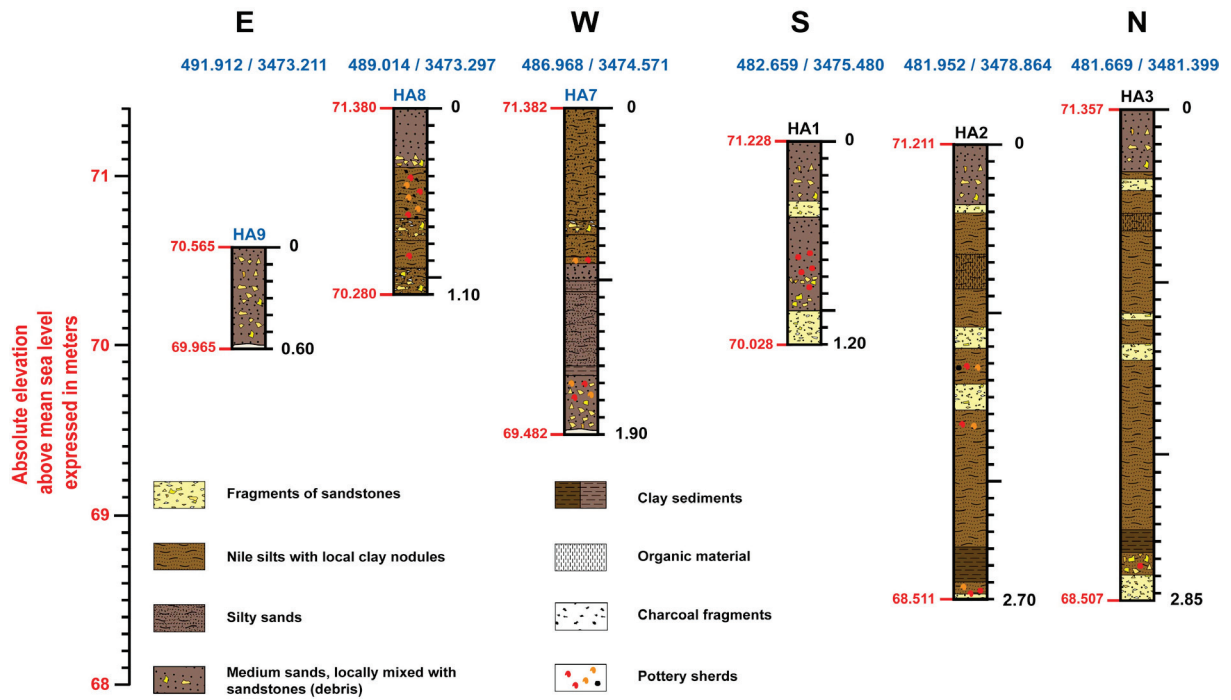 E
W
S
N
491.912 / 3473.211
489.014 / 3473.297
486.968 / 3474.571
482.659 / 3475.480
481.952 / 3478.864
481.669 / 3481.399
HA8
HA7
HA3
71.380
0
71.382
0
71.357
0
HA1
HA2
71.228
0
71.211
0
71
HA9
70.565
0
70.280
1.10
70
69.965
0.60
70.028
1.20
69.482
1.90
Absolute elevation
above mean sea level
expressed in meters
69
68
68.511
2.70
68.507
2.85
Fragments of sandstones
Nile silts with local clay nodules
Silty sands
Medium sands, locally mixed with
sandstones (debris)
Clay sediments
Organic material
Charcoal fragments
Pottery sherds